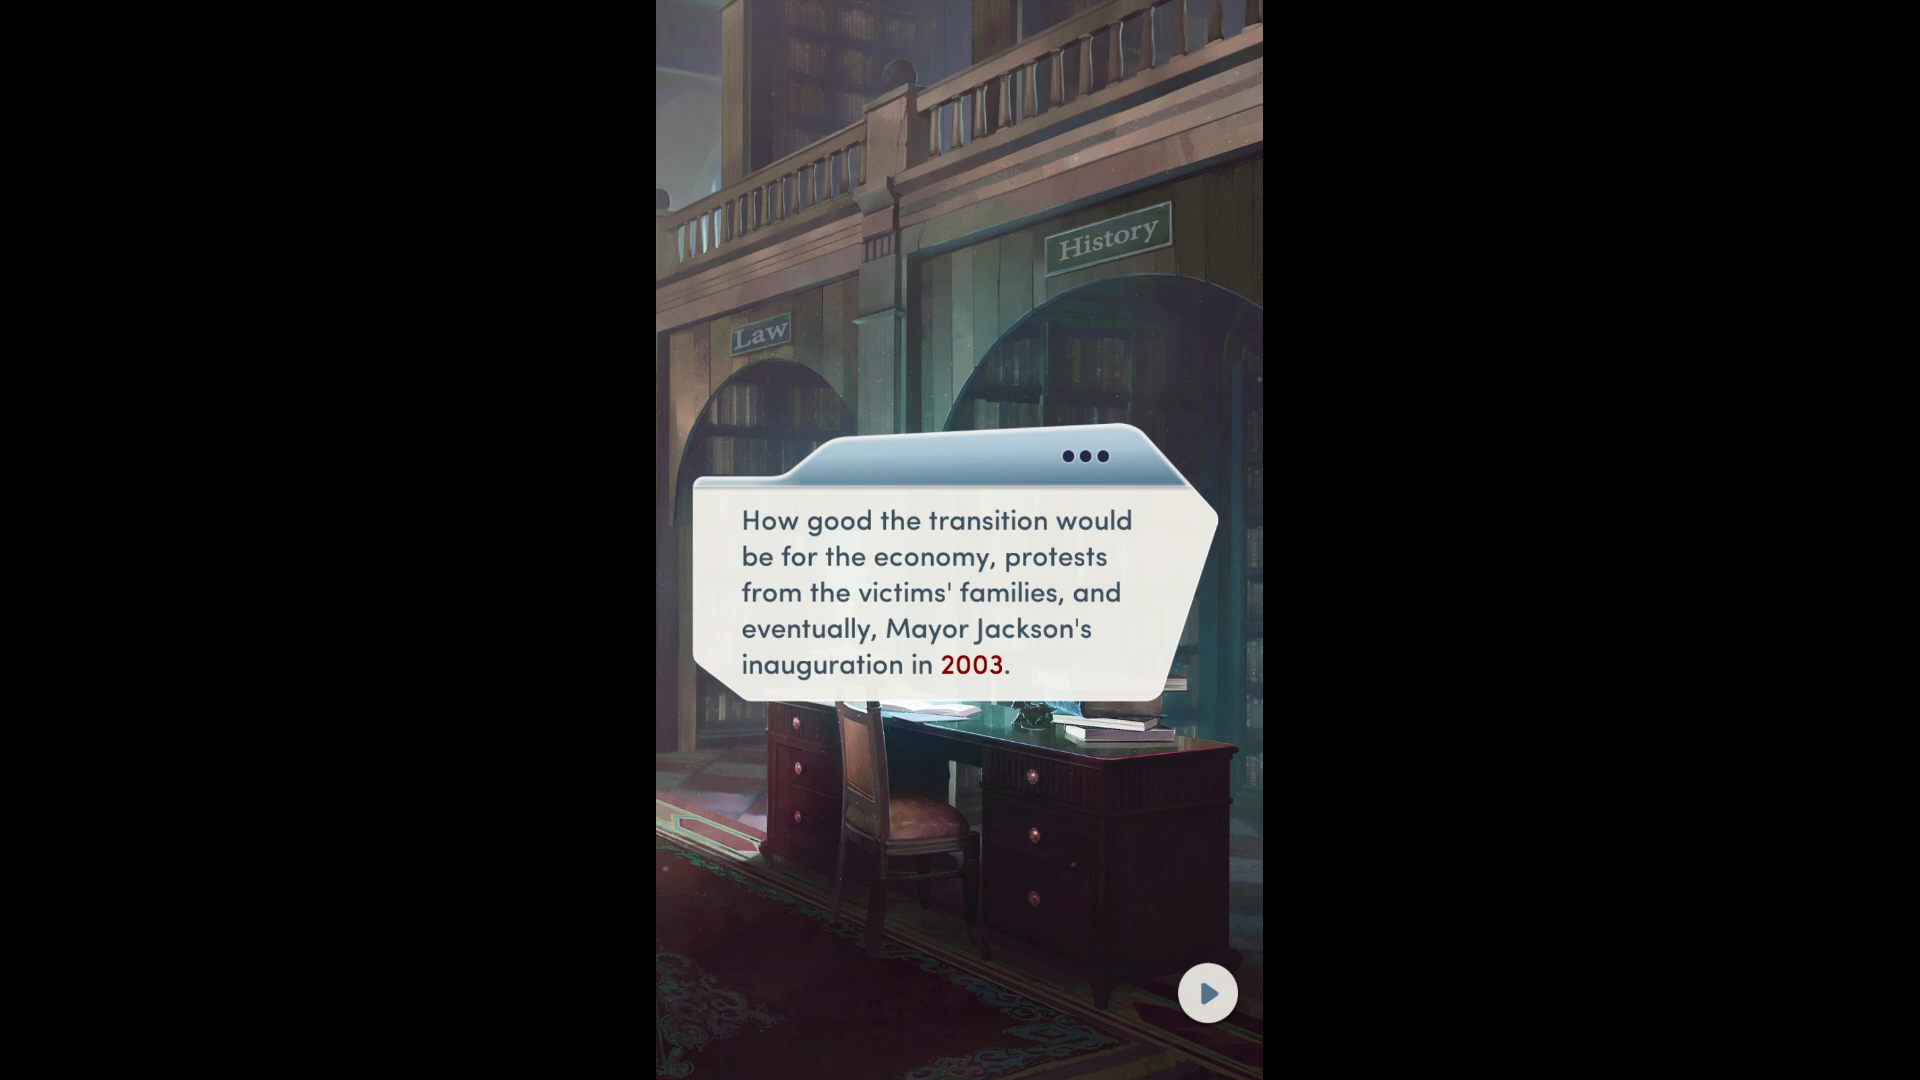 History
Law
How good the transition would
be for the economy, protests
from the victims' families, and
eventually, Mayor Jackson's
inauguration in 2003.